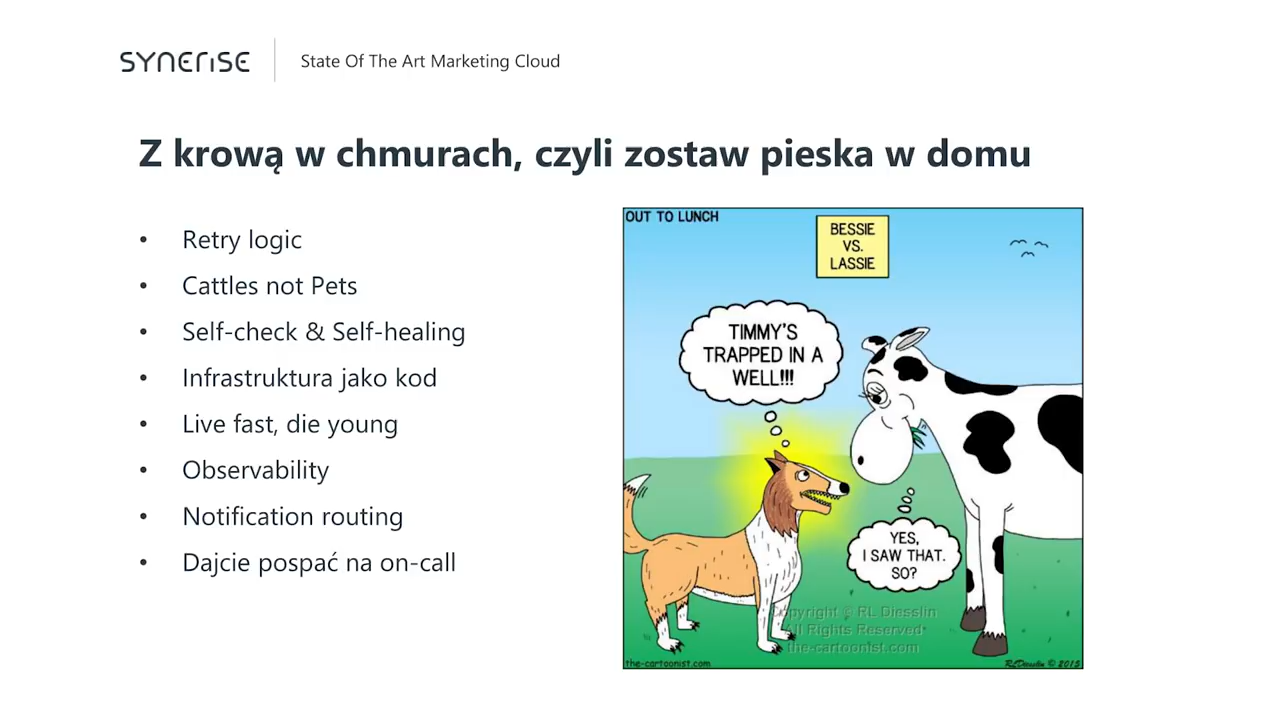 SYNERISE
State Of The Art Marketing Cloud
Z krową w chmurach, czyli zostaw pieska w domu
• Retry logic
• Cattles not Pets
• Self-check & Self-healing
• Infrastruktura jako kod
• Live fast, die young
• Observability
• Notification routing
• Dajcie pospać na on-call
OUT TO LUNCH
BESSIE
VS.
LASSIE
TIMMY'S
TRAPPED IN A
WELL!!!
YES,
I SAW THAT.
SO?
Copyright © RL Diesslin
All Rights Reserved
the-cartoonist.com
the-cartoonist.com
RLDiesslin © 2015